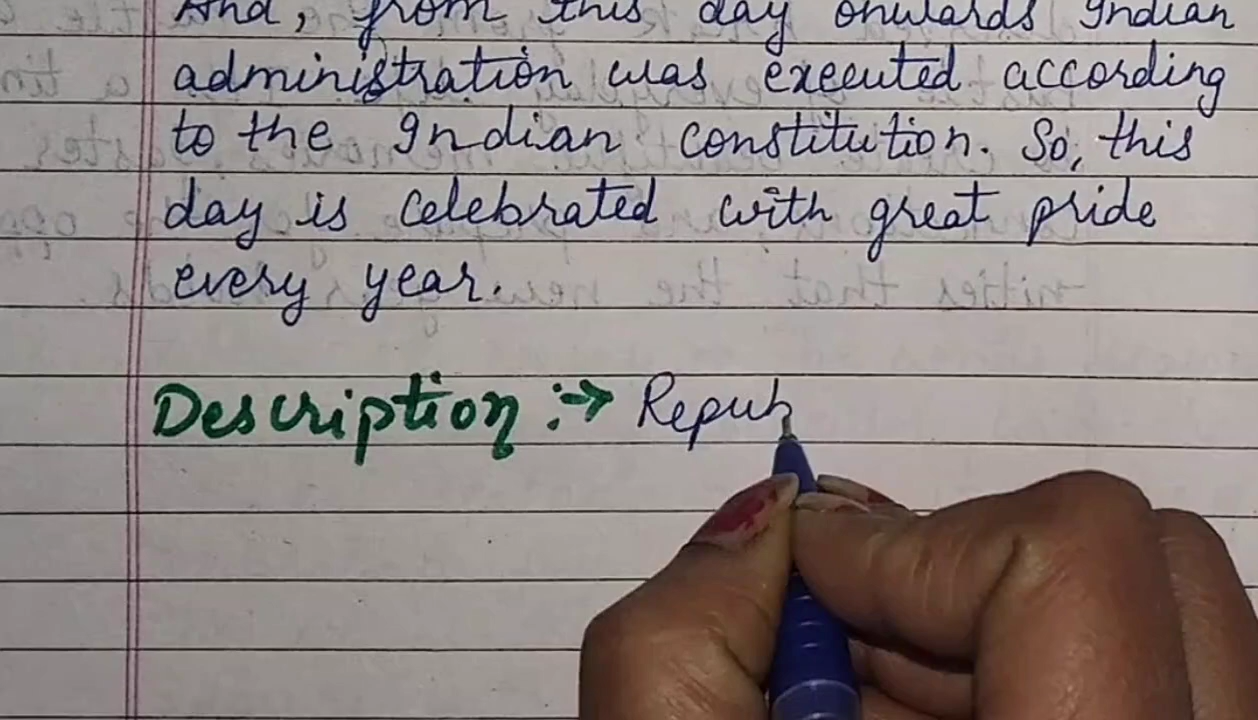 And, from this day onwards Indian
administration was executed according
to the Indian constitution. So, this
day is celebrated with great pride
every year.
Description :→ Repub